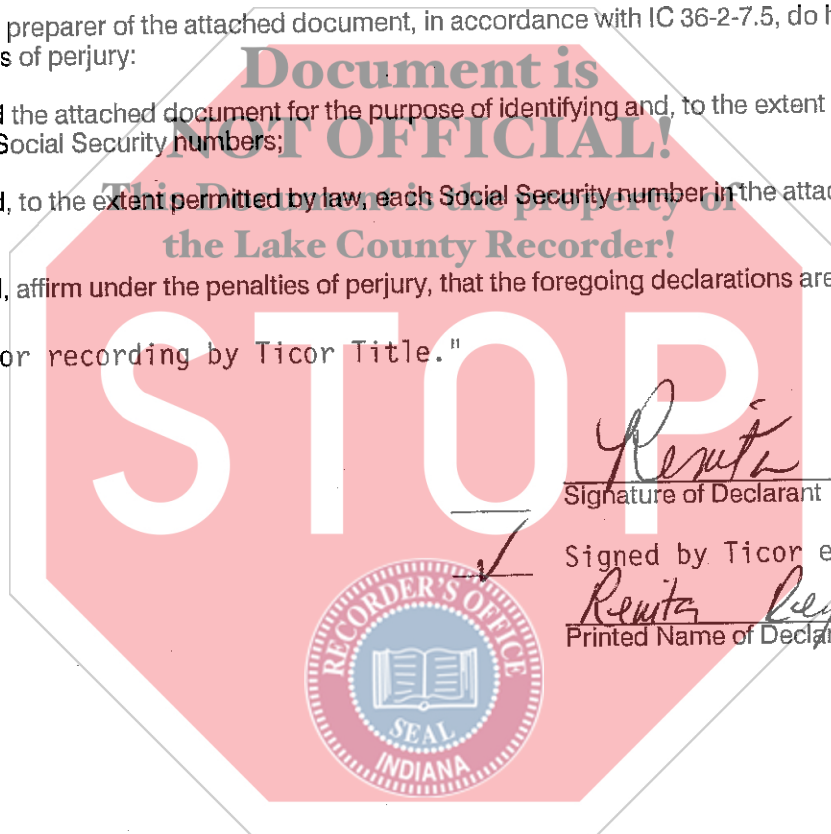 preparer of the attached document, in accordance with IC 36-2-7.5, do h
s of perjury:
Document is
the attached document for the purpose of identifying and, to the extent
NOT OFFICIAL!
Social Security numbers;
This Document is the property of
, to the extent permitted by law, each Social Security number in the attac
the Lake County Recorder!
, affirm under the penalties of perjury, that the foregoing declarations are
STOP
or recording by Ticor Title."
Renita
Signature of Declarant
Signed by Ticor e
Renita
Printed Name of Declar
RECORDER'S OFFICE
SEAL
INDIANA